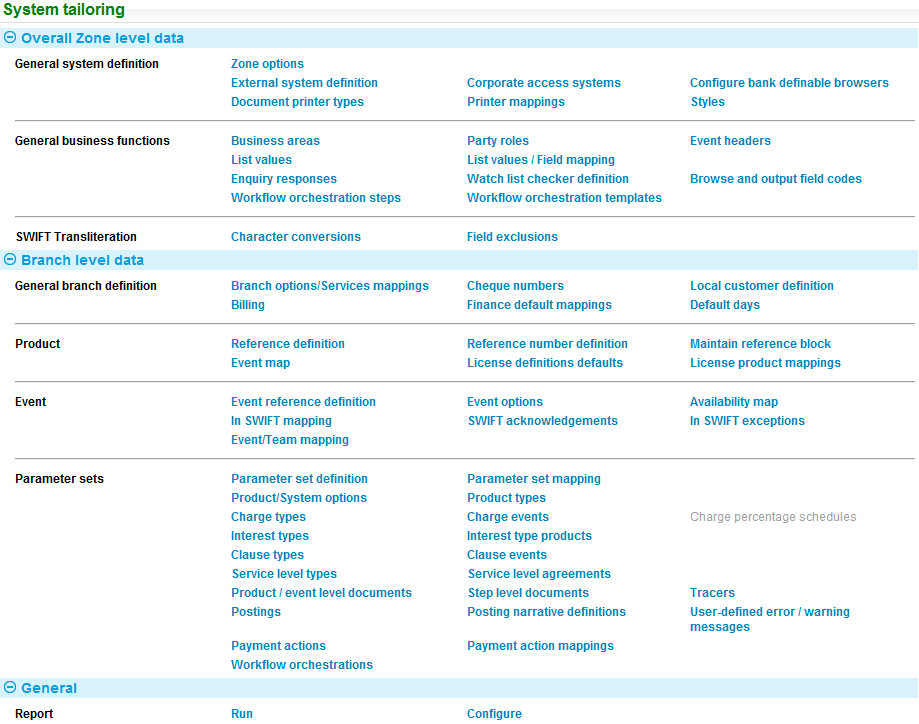 System tailoring
Overall Zone level data
General system definition Zone options
External system definition Corporate access systems Configure bank definable browsers
Document printer types Printer mappings Styles
General business functions Business areas Party roles Event headers
List values List values / Field mapping
Enquiry responses Watch list checker definition Browse and output field codes
Workflow orchestration steps Workflow orchestration templates
SWIFT Transliteration Character conversions Field exclusions
Branch level data
General branch definition Branch options/Services mappings Cheque numbers Local customer definition
Billing Finance default mappings Default days
Product Reference definition Reference number definition Maintain reference block
Event map License definitions defaults License product mappings
Event Event reference definition Event options Availability map
In SWIFT mapping SWIFT acknowledgements In SWIFT exceptions
Event/Team mapping
Parameter sets Parameter set definition Parameter set mapping
Product/System options Product types
Charge types Charge events Charge percentage schedules
Interest types Interest type products
Clause types Clause events
Service level types Service level agreements
Product / event level documents Step level documents Tracers
Postings Posting narrative definitions User-defined error / warning
messages
Payment actions Payment action mappings
Workflow orchestrations
General
Report Run Configure